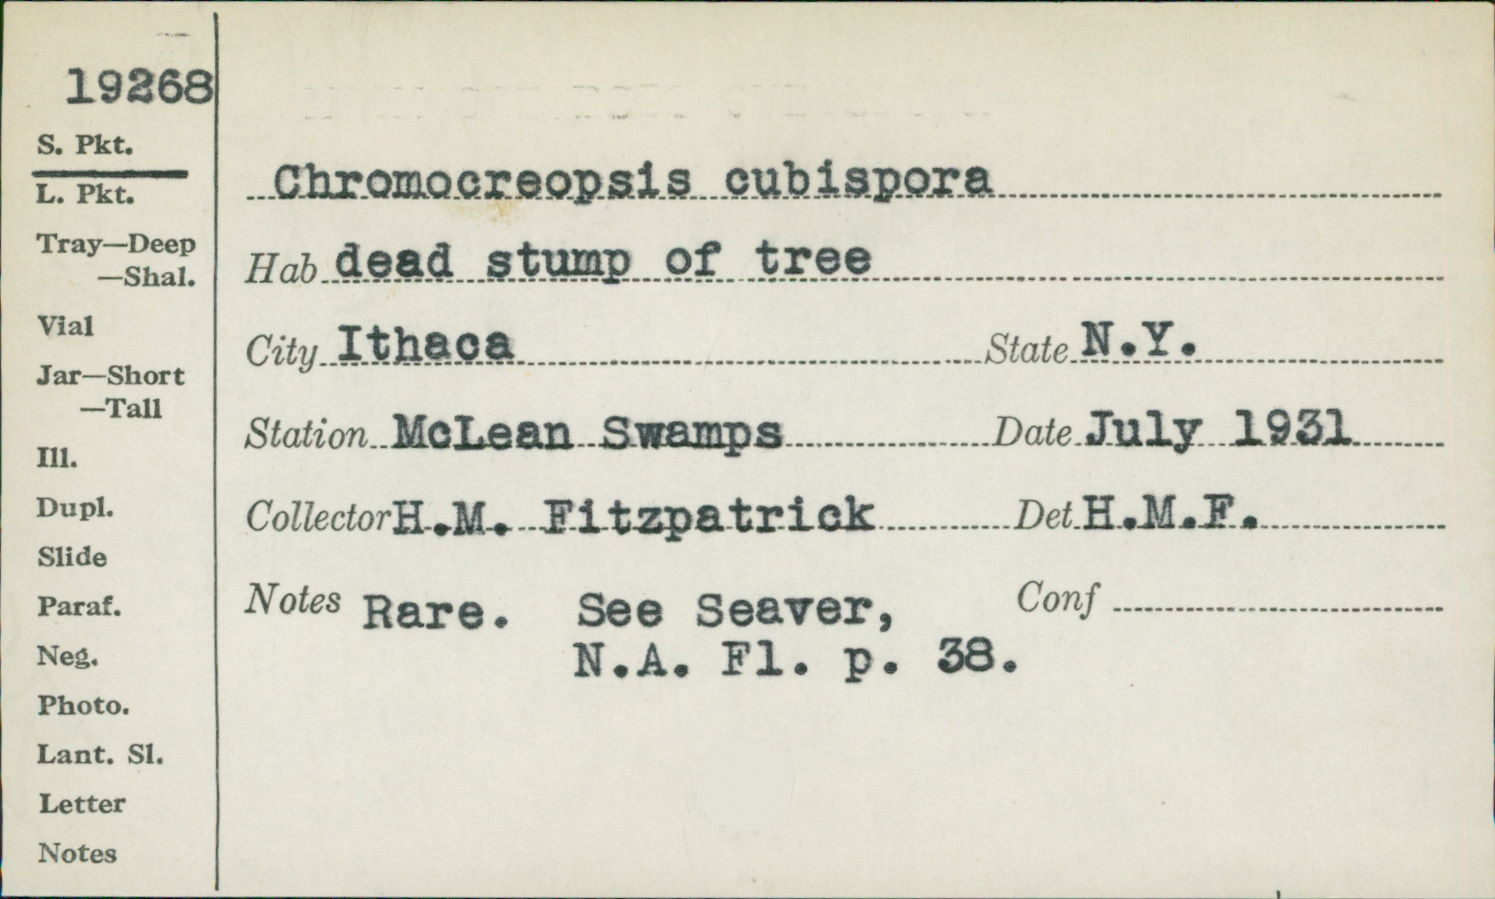 19268
S. Pkt.
L. Pkt.
Tray—Deep
—Shal.
Vial
Jar—Short
—Tall
Ill.
Dupl.
Slide
Paraf.
Neg.
Photo.
Lant. Sl.
Letter
Notes
Chromocreopsis cubispora
Hab dead stump of tree
City Ithaca State N.Y.
Station McLean Swamps Date July 1931
Collector H.M. Fitzpatrick Det H.M.F.
Notes Rare. See Seaver, Conf
N.A. Fl. p. 38.